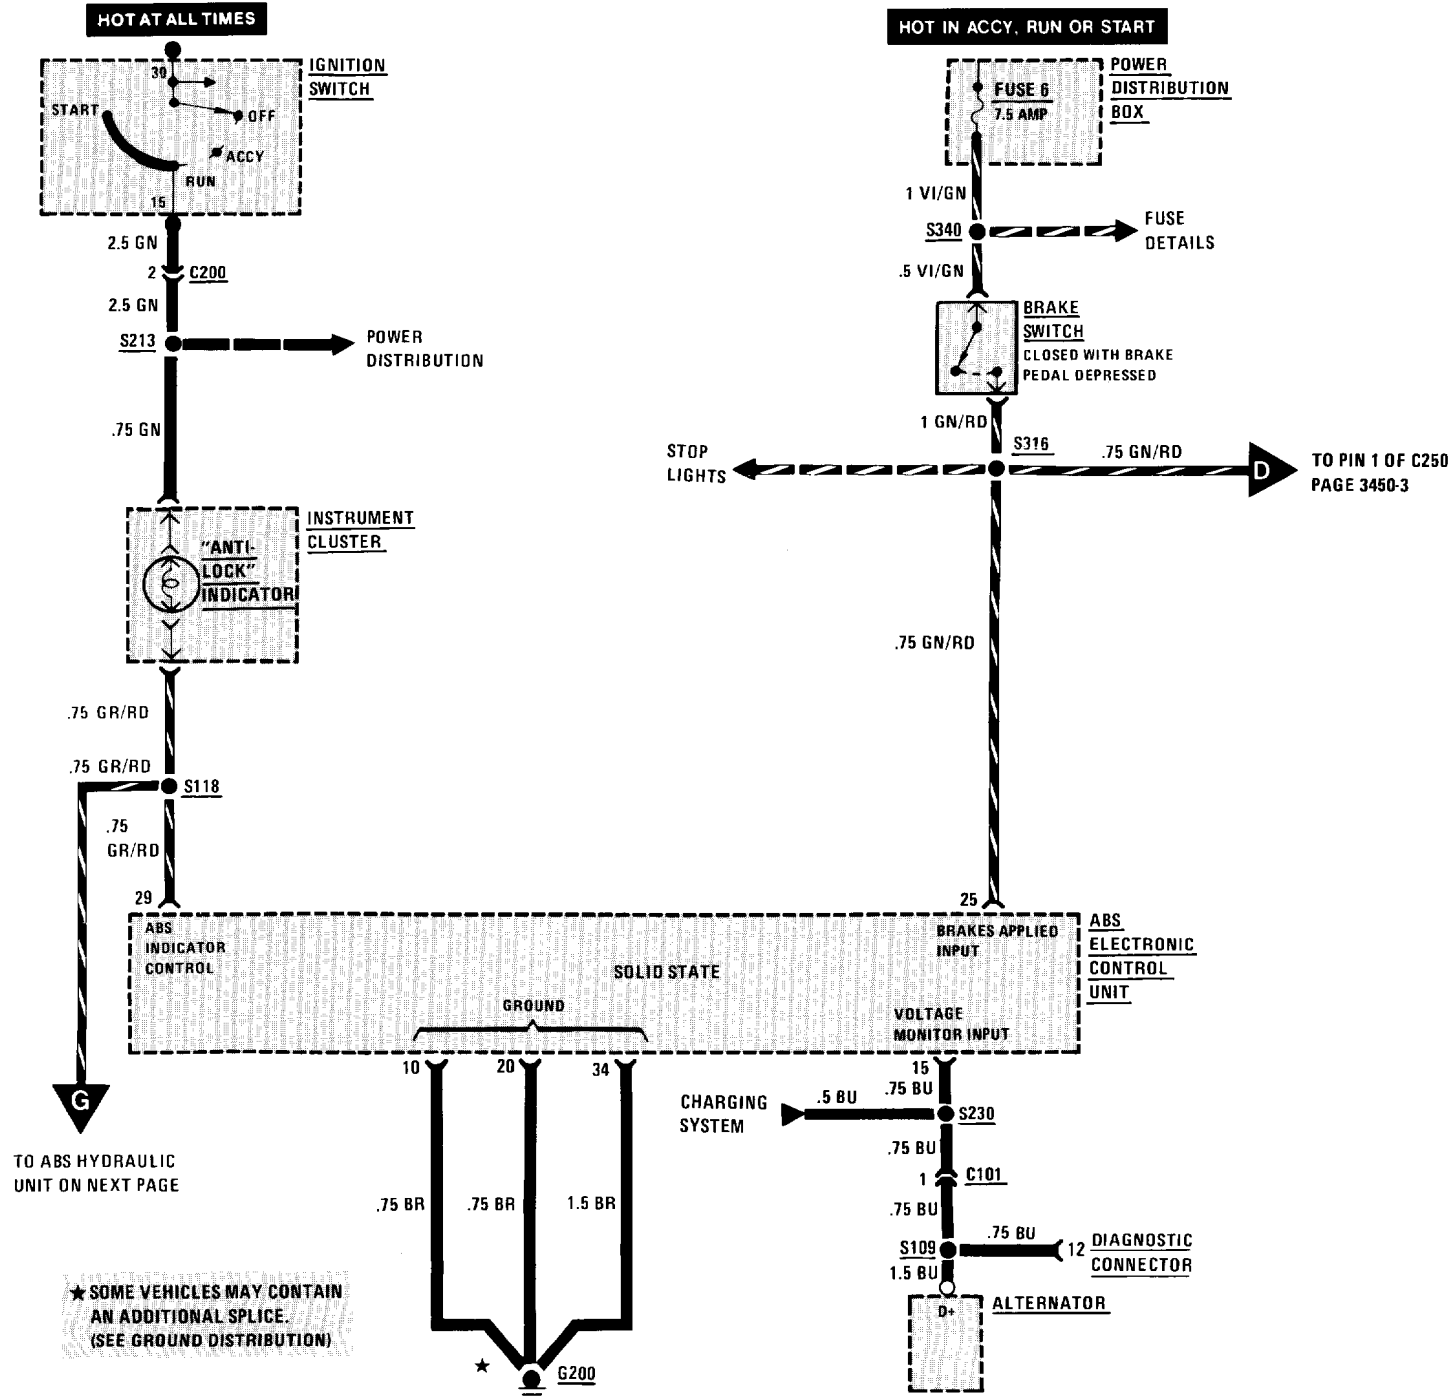 HOT AT ALL TIMES
30
IGNITION
SWITCH
START
OFF
ACCY
RUN
15
2.5 GN
2
C200
2.5 GN
S213
POWER
DISTRIBUTION
.75 GN
INSTRUMENT
CLUSTER
"ANTI-
LOCK"
INDICATOR
.75 GR/RD
.75 GR/RD
S118
.75
GR/RD
29
G
TO ABS HYDRAULIC
UNIT ON NEXT PAGE
HOT IN ACCY, RUN OR START
FUSE 6
7.5 AMP
POWER
DISTRIBUTION
BOX
1 VI/GN
S340
FUSE
DETAILS
.5 VI/GN
BRAKE
SWITCH
CLOSED WITH BRAKE
PEDAL DEPRESSED
1 GN/RD
S316
STOP
LIGHTS
.75 GN/RD
D
TO PIN 1 OF C250
PAGE 3450-3
.75 GN/RD
25
ABS
INDICATOR
CONTROL
SOLID STATE
GROUND
BRAKES APPLIED
INPUT
VOLTAGE
MONITOR INPUT
ABS
ELECTRONIC
CONTROL
UNIT
10
20
34
15
.75 BR
.75 BR
1.5 BR
★
G200
★ SOME VEHICLES MAY CONTAIN
AN ADDITIONAL SPLICE.
(SEE GROUND DISTRIBUTION)
.75 BU
CHARGING
SYSTEM
.5 BU
S230
.75 BU
1
C101
.75 BU
S109
.75 BU
12
DIAGNOSTIC
CONNECTOR
1.5 BU
D+
ALTERNATOR